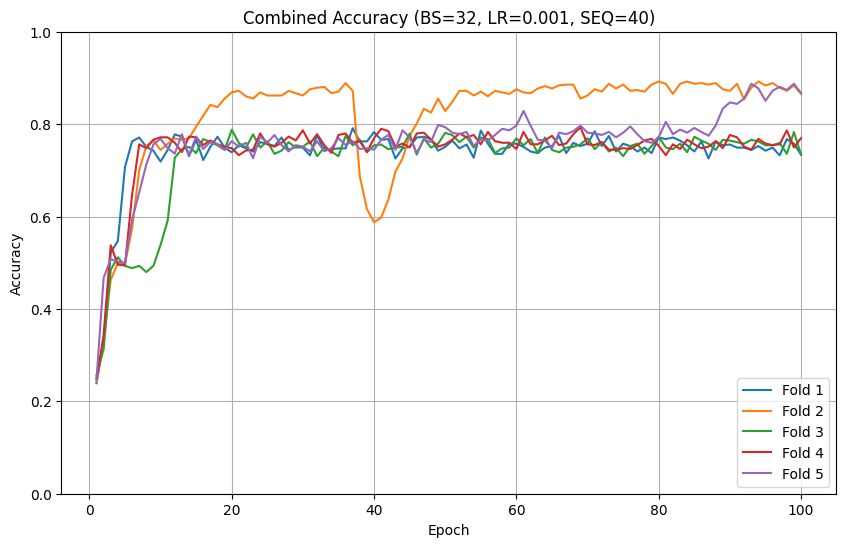 Combined Accuracy (BS=32, LR=0.001, SEQ=40)
1.0
0.8
0.6
0.4
0.2
0.0
Accuracy
0 20 40 60 80 100
Epoch
Fold 1
Fold 2
Fold 3
Fold 4
Fold 5